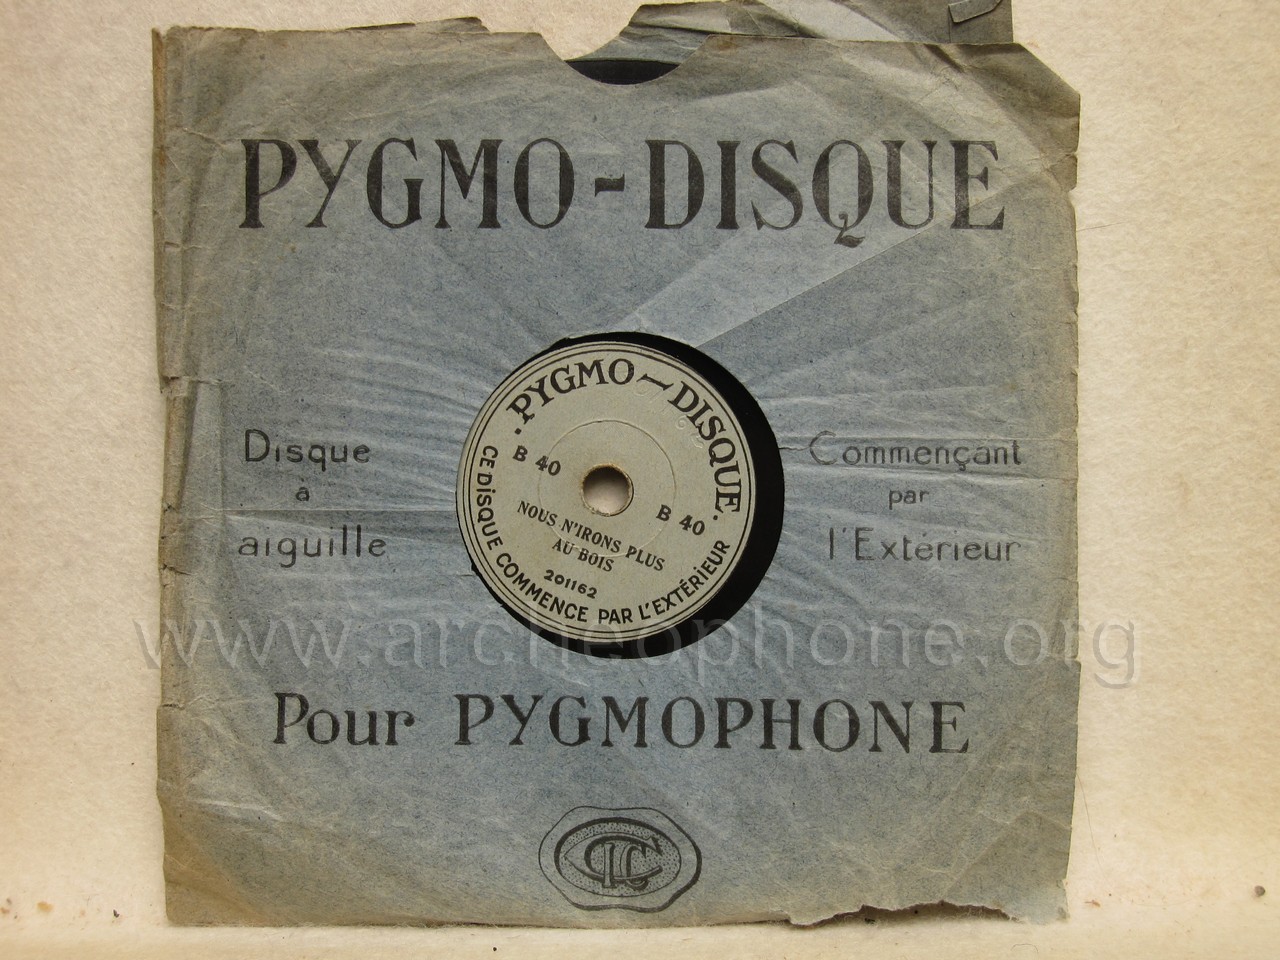 PYGMO-DISQUE
Disque
à
aiguille
Commençant
par
l'Extérieur
.PYGMO-DISQUE.
B 40
B 40
NOUS N'IRONS PLUS
AU BOIS
201162
CE DISQUE COMMENCE PAR L'EXTÉRIEUR
www.archeophone.org
Pour PYGMOPHONE